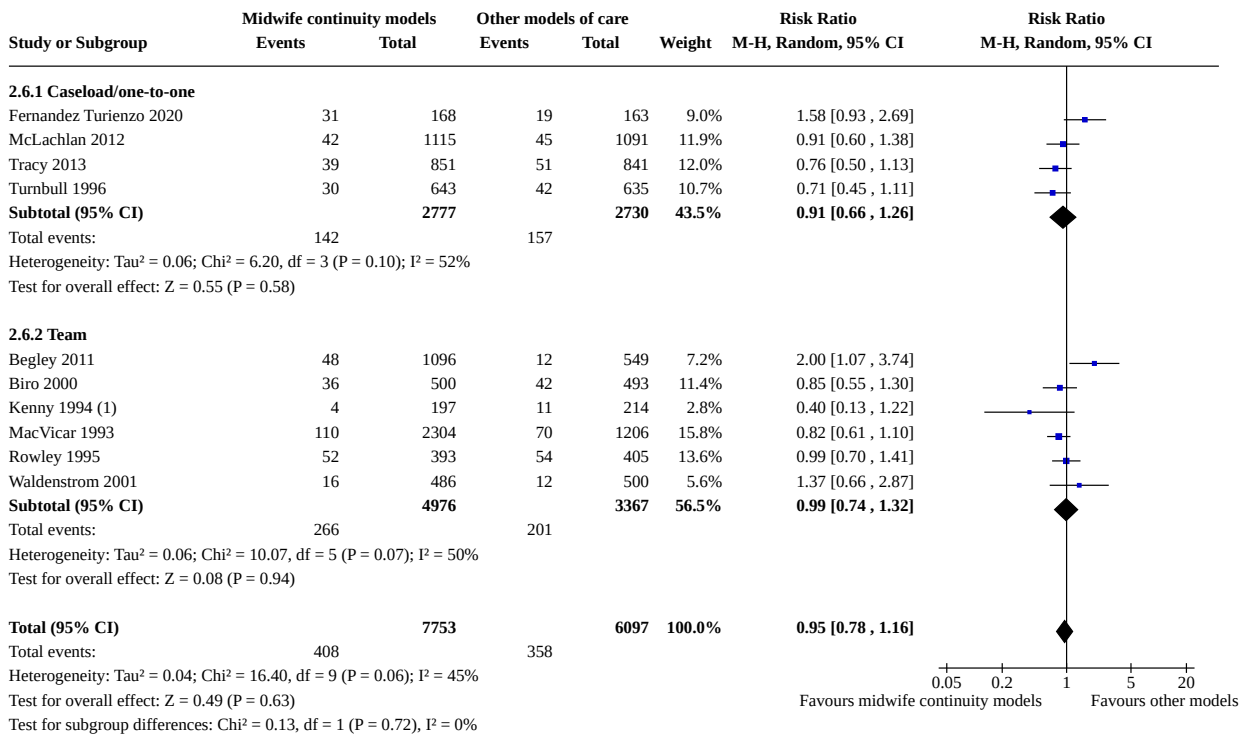 Midwife continuity models Other models of care Risk Ratio Risk Ratio
Study or Subgroup Events Total Events Total Weight M-H, Random, 95% CI M-H, Random, 95% CI
2.6.1 Caseload/one-to-one
Fernandez Turienzo 2020 31 168 19 163 9.0% 1.58 [0.93 , 2.69]
McLachlan 2012 42 1115 45 1091 11.9% 0.91 [0.60 , 1.38]
Tracy 2013 39 851 51 841 12.0% 0.76 [0.50 , 1.13]
Turnbull 1996 30 643 42 635 10.7% 0.71 [0.45 , 1.11]
Subtotal (95% CI) 2777 2730 43.5% 0.91 [0.66 , 1.26]
Total events: 142 157
Heterogeneity: Tau² = 0.06; Chi² = 6.20, df = 3 (P = 0.10); I² = 52%
Test for overall effect: Z = 0.55 (P = 0.58)
2.6.2 Team
Begley 2011 48 1096 12 549 7.2% 2.00 [1.07 , 3.74]
Biro 2000 36 500 42 493 11.4% 0.85 [0.55 , 1.30]
Kenny 1994 (1) 4 197 11 214 2.8% 0.40 [0.13 , 1.22]
MacVicar 1993 110 2304 70 1206 15.8% 0.82 [0.61 , 1.10]
Rowley 1995 52 393 54 405 13.6% 0.99 [0.70 , 1.41]
Waldenstrom 2001 16 486 12 500 5.6% 1.37 [0.66 , 2.87]
Subtotal (95% CI) 4976 3367 56.5% 0.99 [0.74 , 1.32]
Total events: 266 201
Heterogeneity: Tau² = 0.06; Chi² = 10.07, df = 5 (P = 0.07); I² = 50%
Test for overall effect: Z = 0.08 (P = 0.94)
Total (95% CI) 7753 6097 100.0% 0.95 [0.78 , 1.16]
Total events: 408 358
Heterogeneity: Tau² = 0.04; Chi² = 16.40, df = 9 (P = 0.06); I² = 45%
0.05 0.2 1 5 20
Test for overall effect: Z = 0.49 (P = 0.63) Favours midwife continuity models Favours other models
Test for subgroup differences: Chi² = 0.13, df = 1 (P = 0.72), I² = 0%